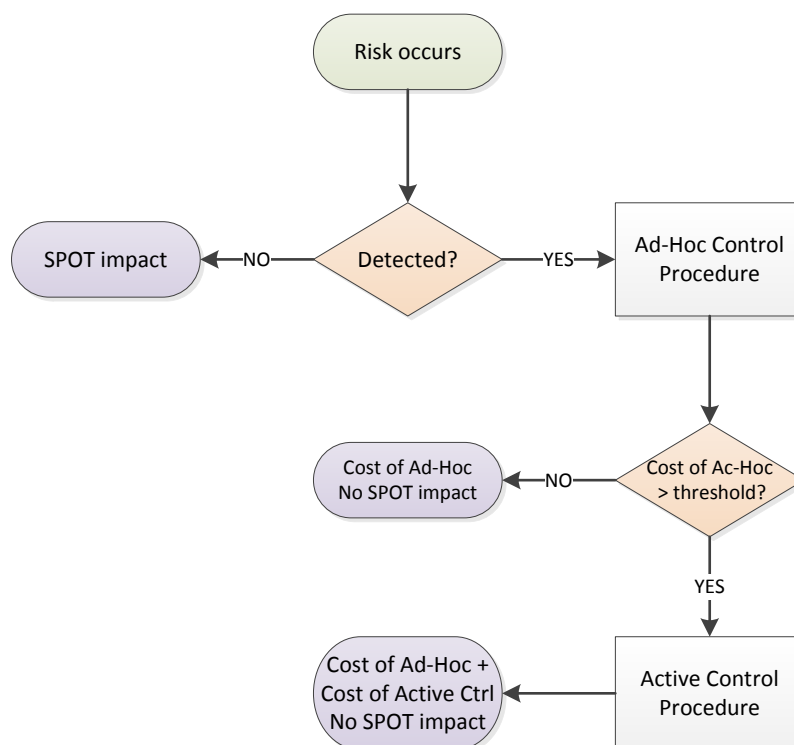 Risk occurs
SPOT impact
NO
Detected?
YES
Ad-Hoc Control
Procedure
Cost of Ad-Hoc
No SPOT impact
NO
Cost of Ac-Hoc
> threshold?
YES
Cost of Ad-Hoc +
Cost of Active Ctrl
No SPOT impact
Active Control
Procedure